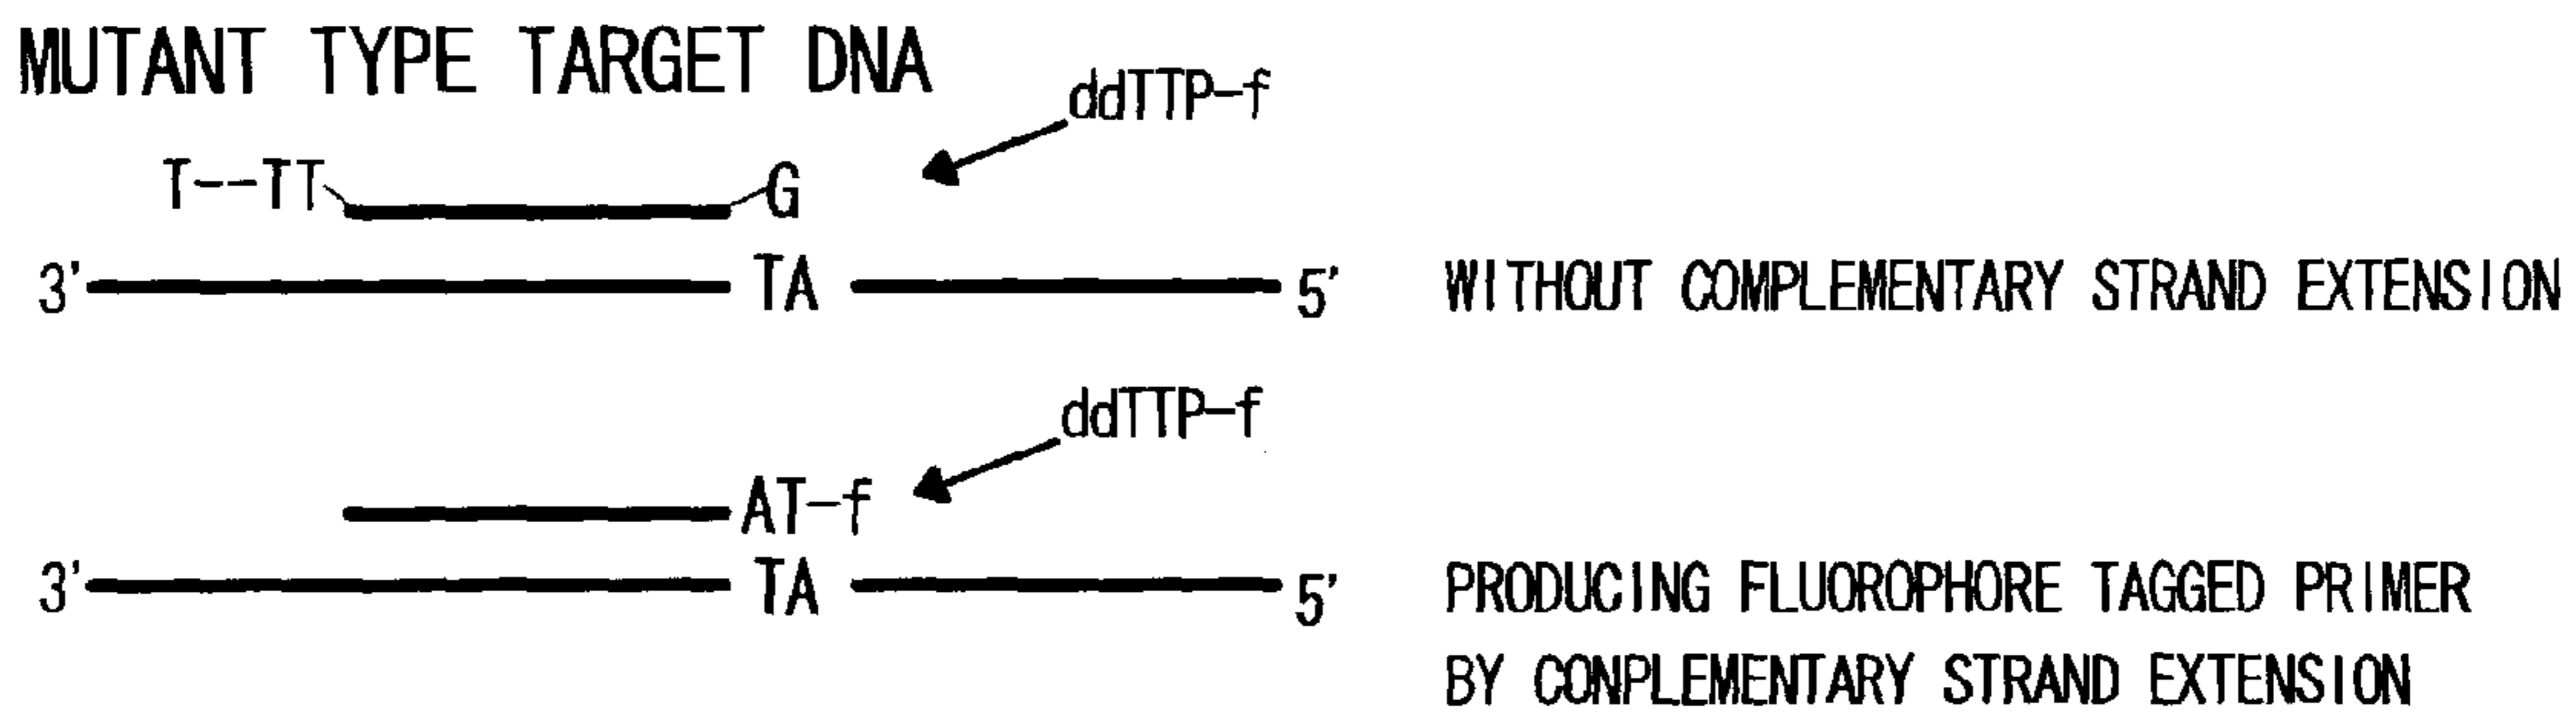 MUTANT TYPE TARGET DNA
ddTTP-f
T--TT G
3' TA 5' WITHOUT COMPLEMENTARY STRAND EXTENSION
ddTTP-f
AT-f
3' TA 5' PRODUCING FLUOROPHORE TAGGED PRIMER
BY CONPLEMENTARY STRAND EXTENSION